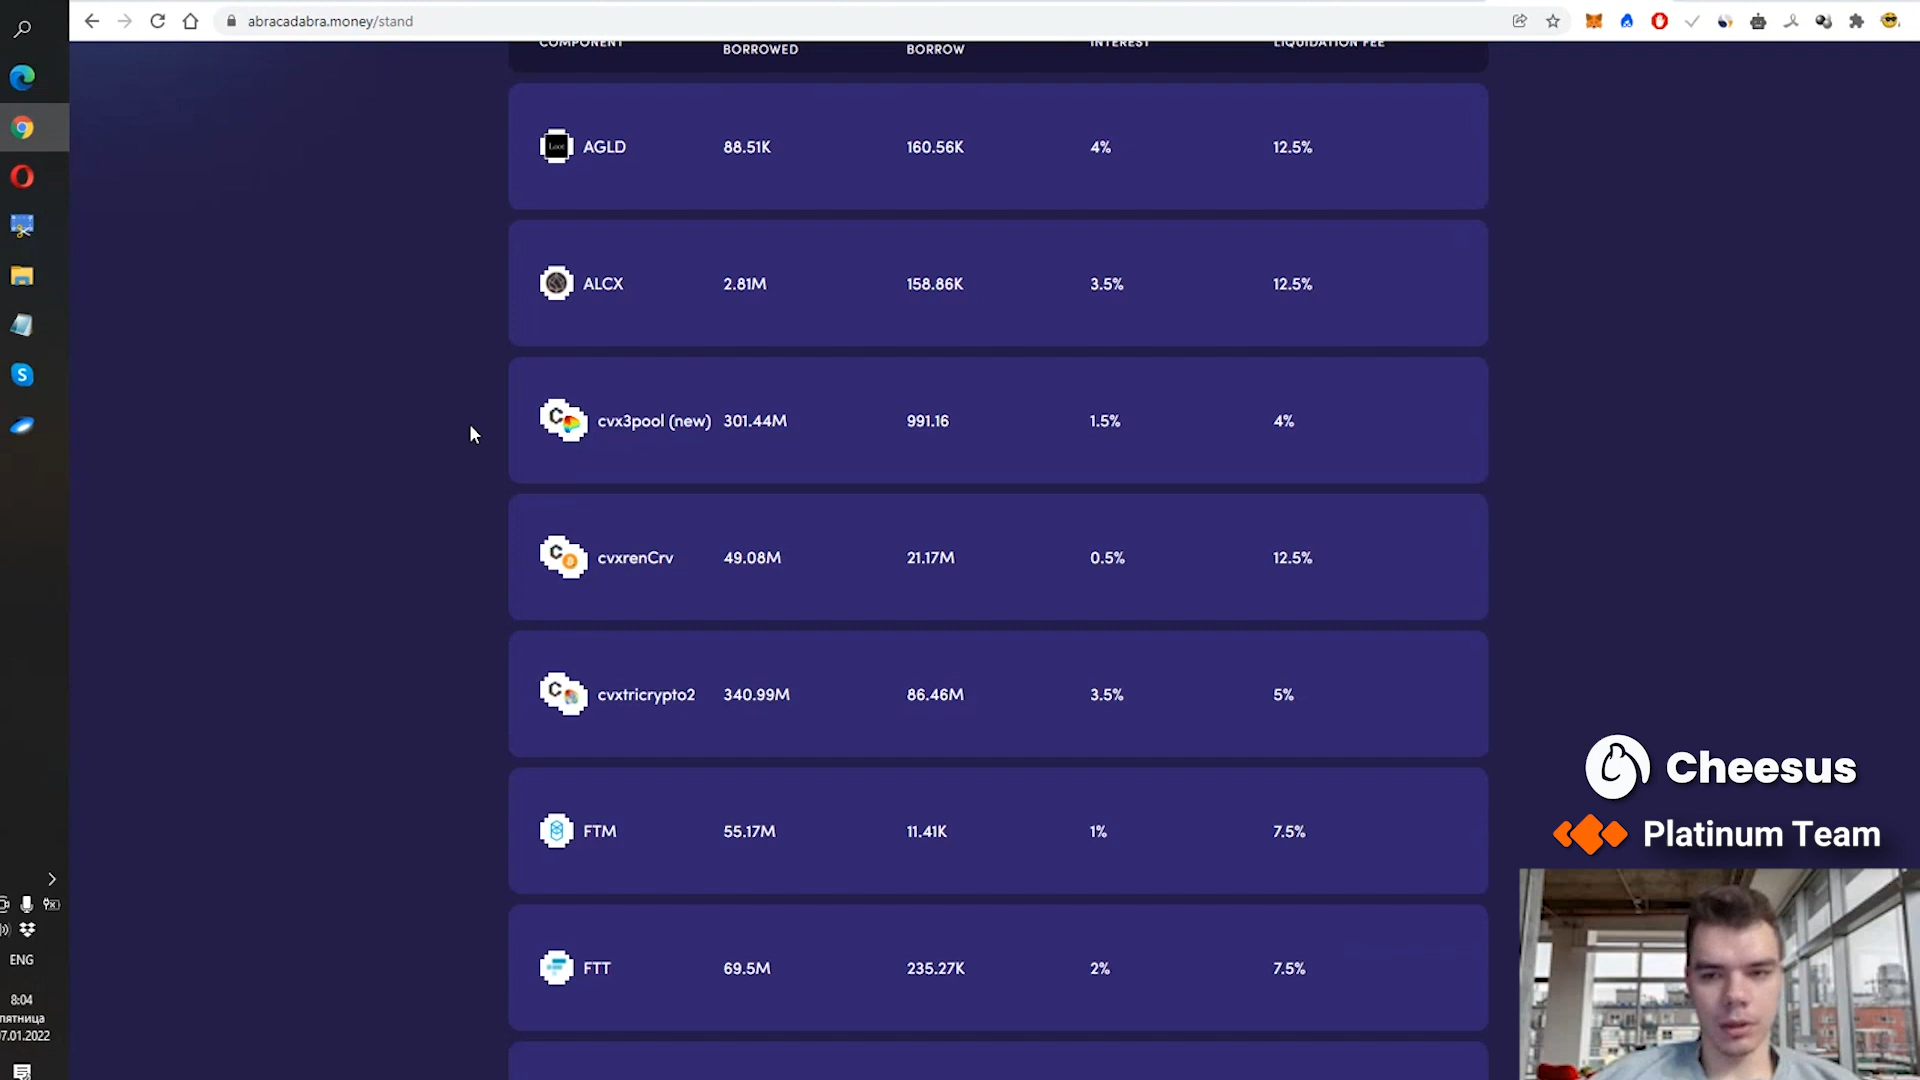 abracadabra.money/stand
COMPONENT
BORROWED
BORROW
INTEREST
LIQUIDATION FEE
Loot
AGLD 88.51K 160.56K 4% 12.5%
ALCX 2.81M 158.86K 3.5% 12.5%
cvx3pool (new) 301.44M 991.16 1.5% 4%
cvxrenCrv 49.08M 21.17M 0.5% 12.5%
cvxtricrypto2 340.99M 86.46M 3.5% 5%
FTM 55.17M 11.41K 1% 7.5%
FTT 69.5M 235.27K 2% 7.5%
Cheesus
Platinum Team
ENG
8:04
пятница
07.01.2022